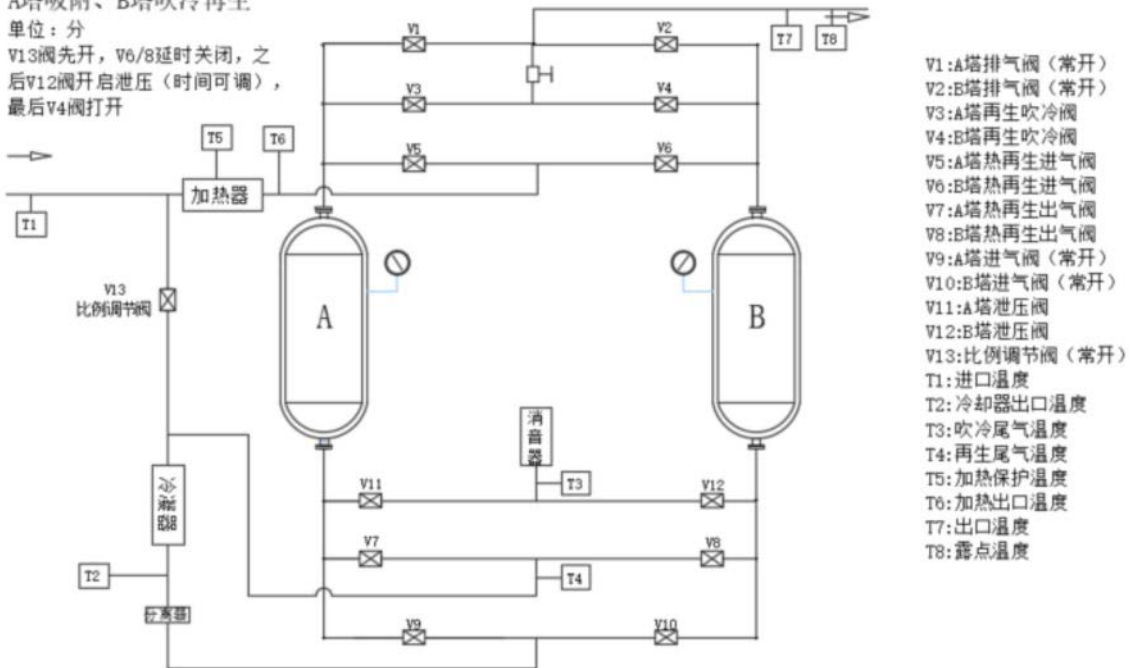 A塔吸附、B塔吹冷再生
单位：分
V13阀先开，V6/8延时关闭，之
后V12阀开启泄压（时间可调），
最后V4阀打开
V1
V2
T7
T8
V3
V4
T5
T6
V5
V6
加热器
T1
V13
比例调节阀
A
B
消音器
V11
T3
V12
冷凝器
V7
V8
T2
T4
分离器
V9
V10
V1:A塔排气阀（常开）
V2:B塔排气阀（常开）
V3:A塔再生吹冷阀
V4:B塔再生吹冷阀
V5:A塔热再生进气阀
V6:B塔热再生进气阀
V7:A塔热再生出气阀
V8:B塔热再生出气阀
V9:A塔进气阀（常开）
V10:B塔进气阀（常开）
V11:A塔泄压阀
V12:B塔泄压阀
V13:比例调节阀（常开）
T1:进口温度
T2:冷却器出口温度
T3:吹冷尾气温度
T4:再生尾气温度
T5:加热保护温度
T6:加热出口温度
T7:出口温度
T8:露点温度